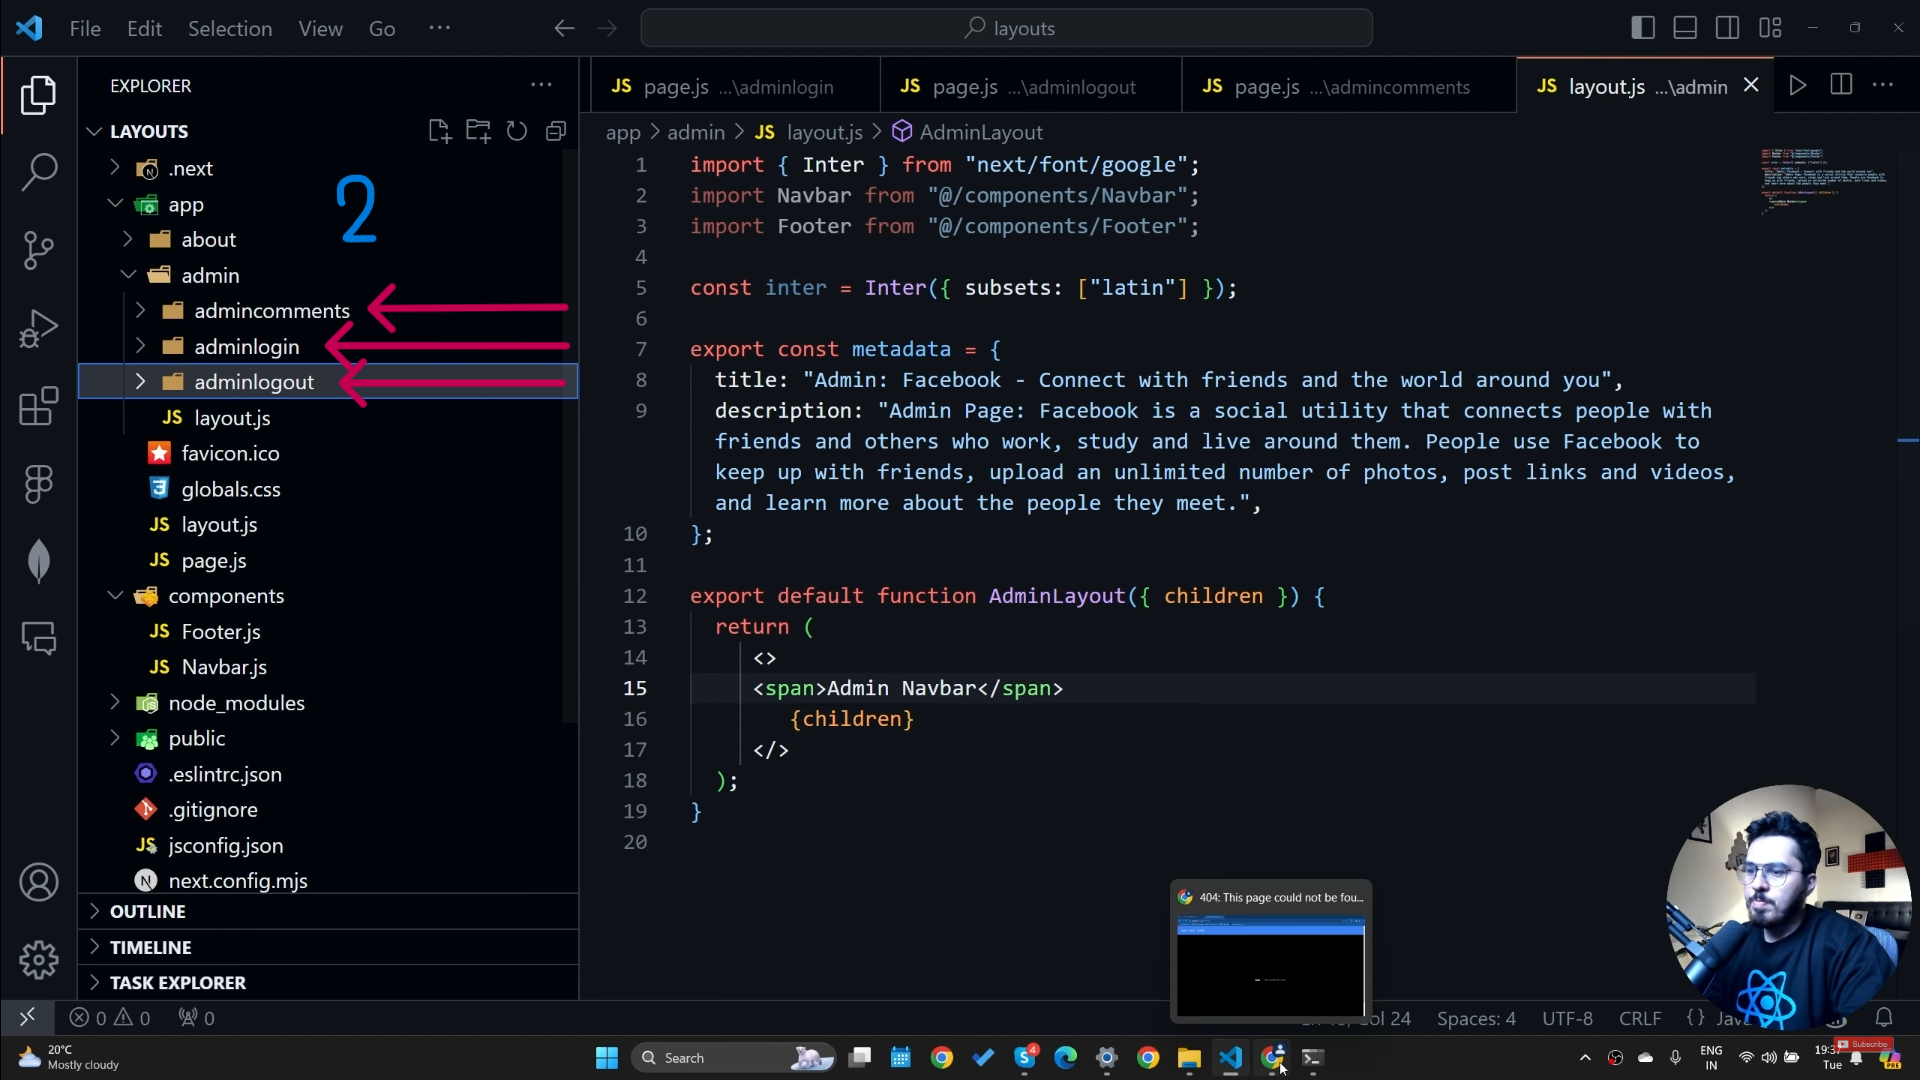 File Edit Selection View Go ···
layouts
EXPLORER
LAYOUTS
.next
2
app
about
admin
admincomments
adminlogin
adminlogout
JS layout.js
favicon.ico
globals.css
JS layout.js
JS page.js
components
JS Footer.js
JS Navbar.js
node_modules
public
.eslintrc.json
.gitignore
JS jsconfig.json
N next.config.mjs
OUTLINE
TIMELINE
TASK EXPLORER
JS page.js ...\adminlogin
JS page.js ...\adminlogout
JS page.js ...\admincomments
JS layout.js ...\admin
app > admin > JS layout.js > AdminLayout
1 import { Inter } from "next/font/google";
2 import Navbar from "@/components/Navbar";
3 import Footer from "@/components/Footer";
4
5 const inter = Inter({ subsets: ["latin"] });
6
7 export const metadata = {
8 title: "Admin: Facebook - Connect with friends and the world around you",
9 description: "Admin Page: Facebook is a social utility that connects people with
friends and others who work, study and live around them. People use Facebook to
keep up with friends, upload an unlimited number of photos, post links and videos,
and learn more about the people they meet.",
10 };
11
12 export default function AdminLayout({ children }) {
13 return (
14 <>
15 <span>Admin Navbar</span>
16 {children}
17 </>
18 );
19 }
20
404: This page could not be fou...
0 0 0
Col 24 Spaces: 4 UTF-8 CRLF {}
Subscribe
20°C
Mostly cloudy
Search
4
ENG
IN
19:37
Tue
PRE